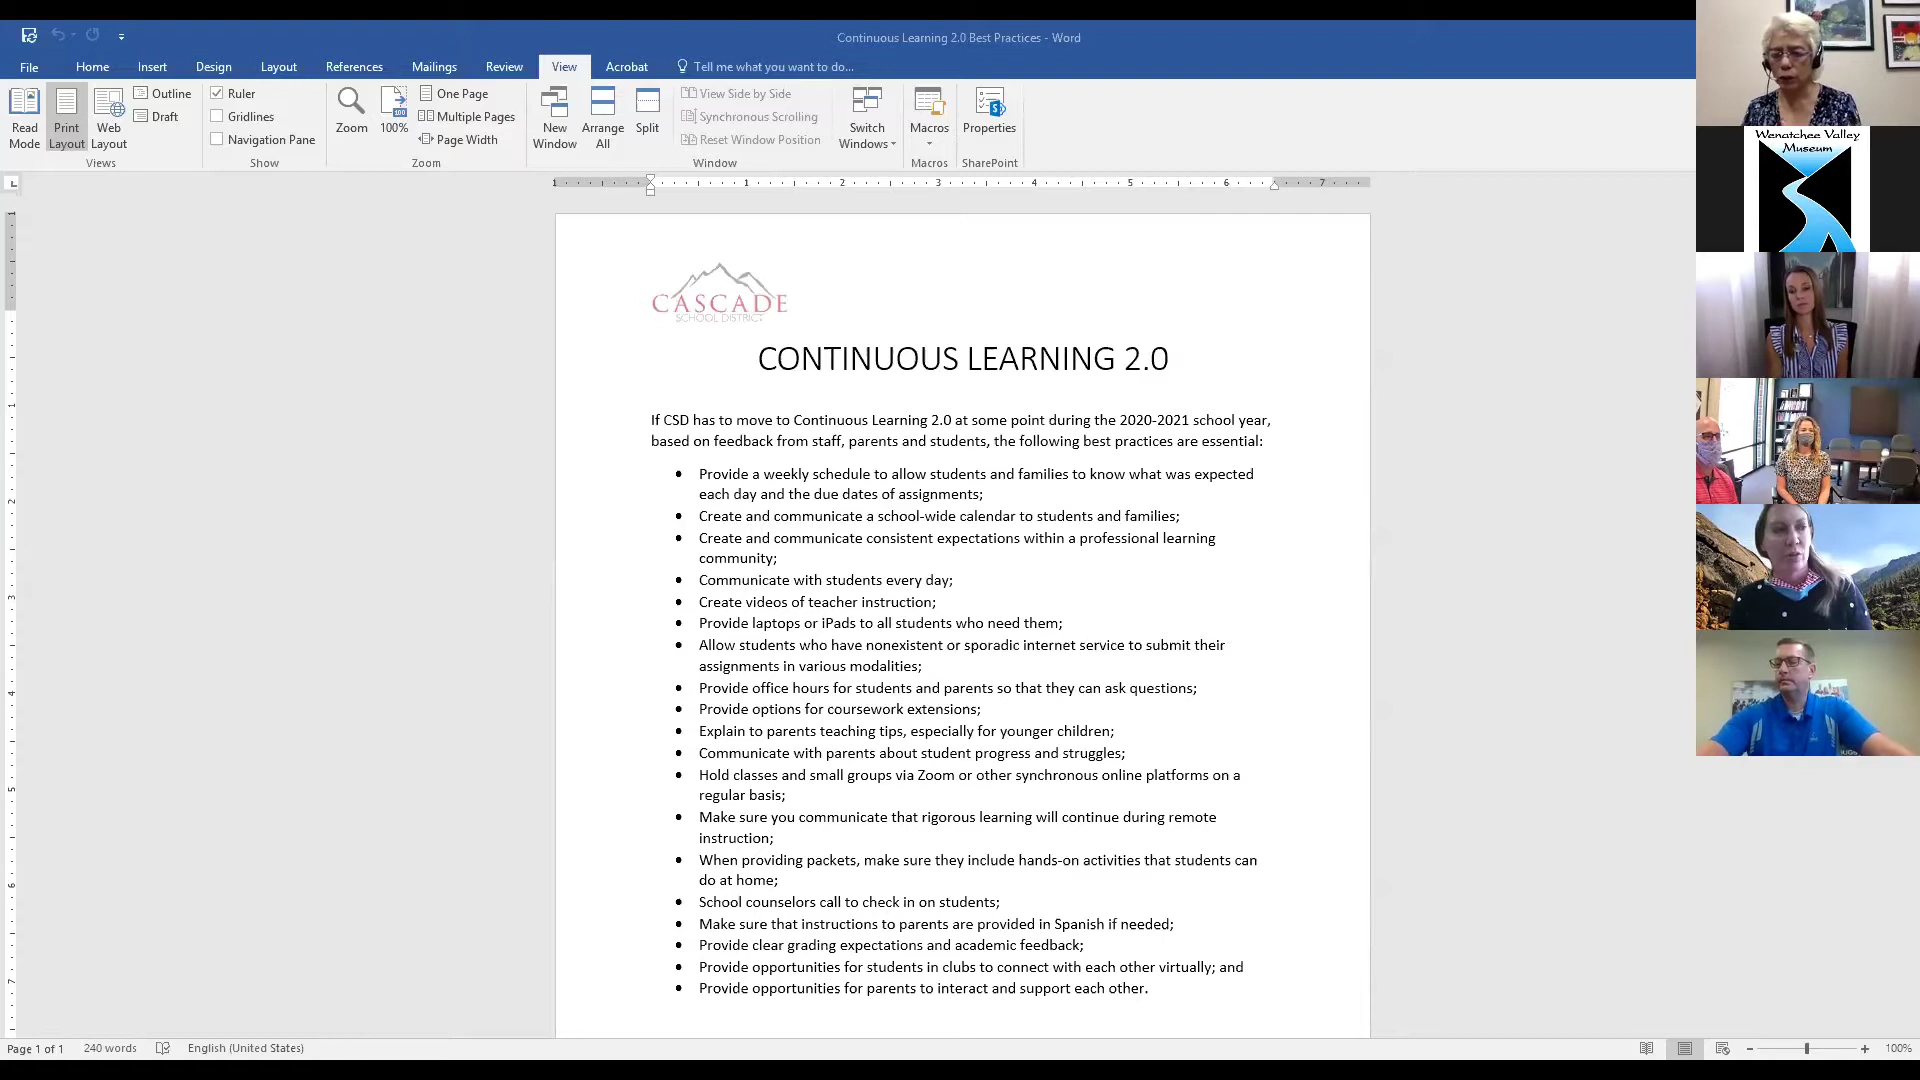 Continuous Learning 2.0 Best Practices - Word
File Home Insert Design Layout References Mailings Review View Acrobat Tell me what you want to do...
Read Mode
Print Layout
Web Layout
Outline
Draft
Views
Ruler
Gridlines
Navigation Pane
Show
Zoom
100%
One Page
Multiple Pages
Page Width
Zoom
New Window
Arrange All
Split
View Side by Side
Synchronous Scrolling
Reset Window Position
Window
Switch Windows
Macros
Macros
Properties
SharePoint
Wenatchee Valley
Museum
1 1 2 3 4 5 6 7
CASCADE
SCHOOL DISTRICT
CONTINUOUS LEARNING 2.0
If CSD has to move to Continuous Learning 2.0 at some point during the 2020-2021 school year,
based on feedback from staff, parents and students, the following best practices are essential:
• Provide a weekly schedule to allow students and families to know what was expected
each day and the due dates of assignments;
• Create and communicate a school-wide calendar to students and families;
• Create and communicate consistent expectations within a professional learning
community;
• Communicate with students every day;
• Create videos of teacher instruction;
• Provide laptops or iPads to all students who need them;
• Allow students who have nonexistent or sporadic internet service to submit their
assignments in various modalities;
• Provide office hours for students and parents so that they can ask questions;
• Provide options for coursework extensions;
• Explain to parents teaching tips, especially for younger children;
• Communicate with parents about student progress and struggles;
• Hold classes and small groups via Zoom or other synchronous online platforms on a
regular basis;
• Make sure you communicate that rigorous learning will continue during remote
instruction;
• When providing packets, make sure they include hands-on activities that students can
do at home;
• School counselors call to check in on students;
• Make sure that instructions to parents are provided in Spanish if needed;
• Provide clear grading expectations and academic feedback;
• Provide opportunities for students in clubs to connect with each other virtually; and
• Provide opportunities for parents to interact and support each other.
Page 1 of 1 240 words English (United States) 100%